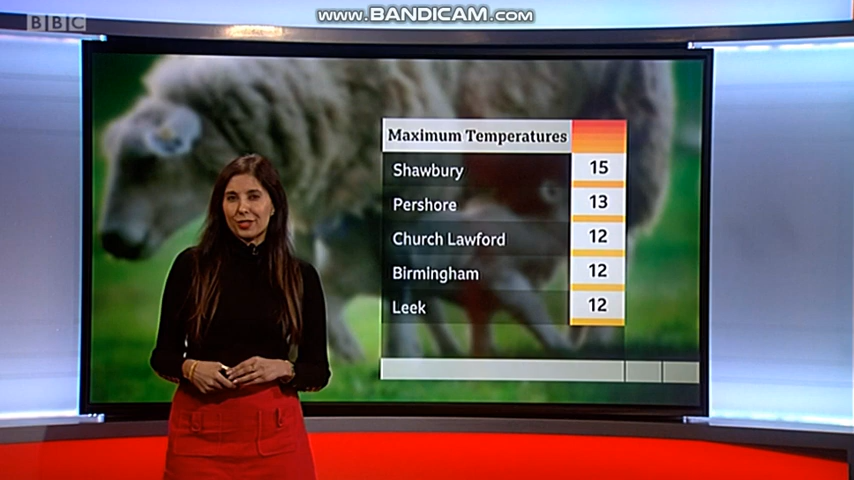 BBC
www.BANDICAM.com
Maximum Temperatures
Shawbury 15
Pershore 13
Church Lawford 12
Birmingham 12
Leek 12